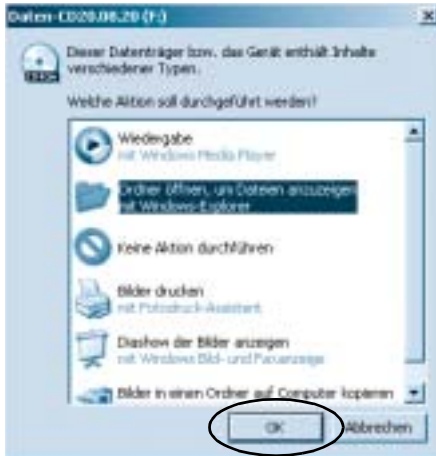 Daten-CD20.08.20 (F:)
Dieser Datenträger bzw. das Gerät enthält Inhalte
verschiedener Typen.
Welche Aktion soll durchgeführt werden?
Wiedergabe
mit Windows Media Player
Ordner öffnen, um Dateien anzuzeigen
mit Windows-Explorer
Keine Aktion durchführen
Bilder drucken
mit Fotodruck-Assistent
Diashow der Bilder anzeigen
mit Windows Bild- und Faxanzeige
Bilder in einen Ordner auf Computer kopieren
OK
Abbrechen